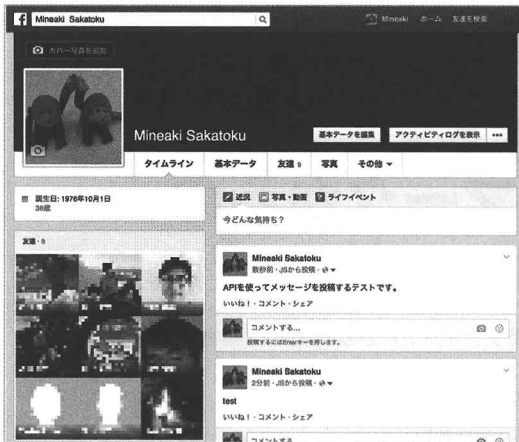 f Mineaki Sakatoku
Mineaki ホーム 友達を検索
カバー写真を追加
Mineaki Sakatoku
基本データを編集 アクティビティログを表示 •••
タイムライン 基本データ 友達 9 写真 その他
誕生日: 1976年10月1日
36歳
近況 写真・動画 ライフイベント
今どんな気持ち?
友達・9
Mineaki Sakatoku
数秒前・JSから投稿・
APIを使ってメッセージを投稿するテストです。
いいね!・コメント・シェア
コメントする...
投稿するにはEnterキーを押します。
Mineaki Sakatoku
2分前・JSから投稿・
test
いいね!・コメント・シェア
コメントする